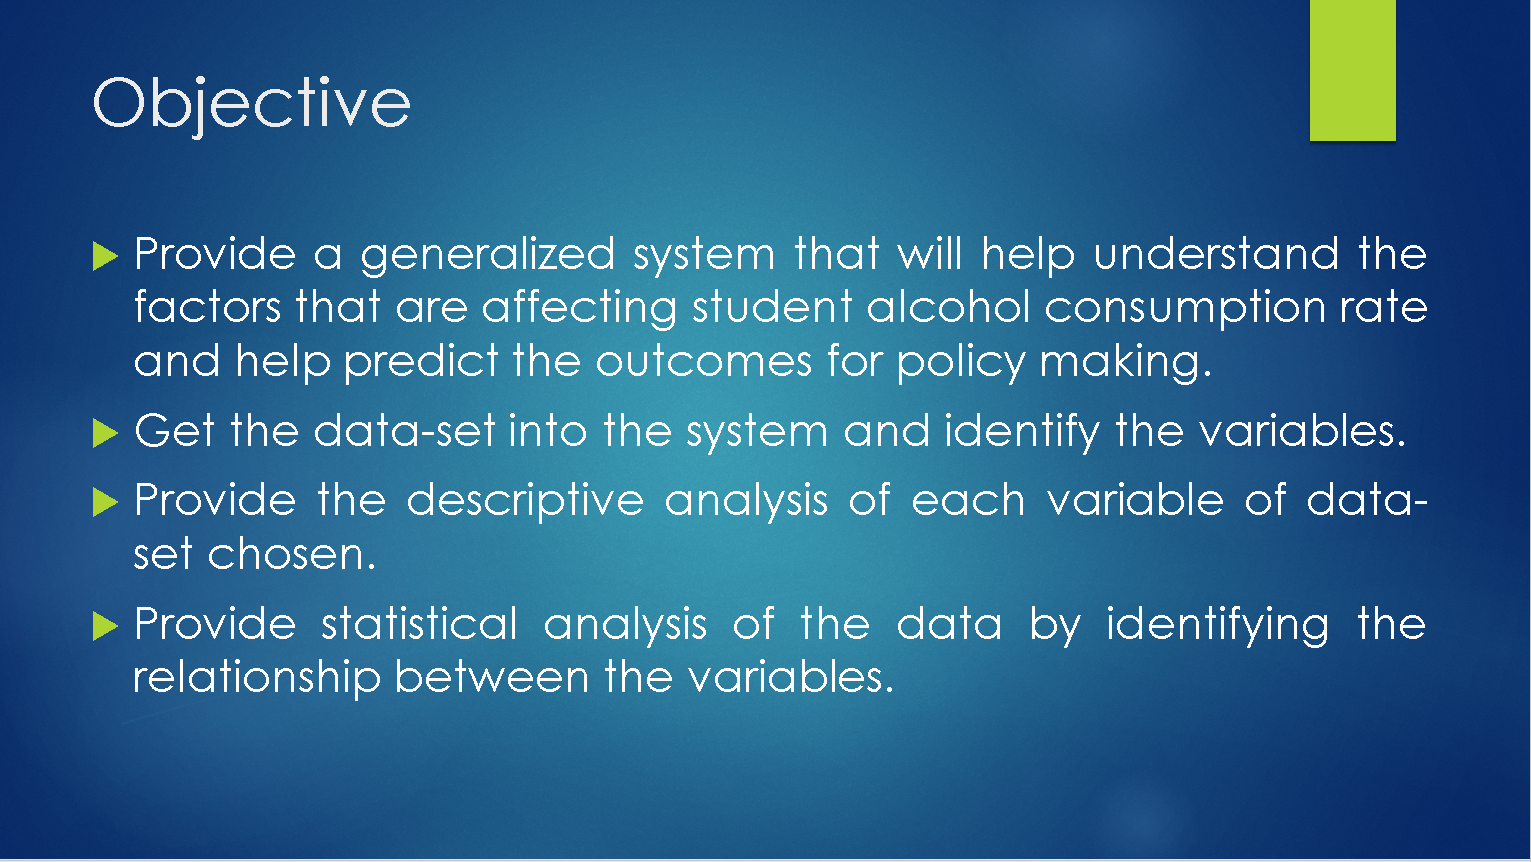 Objective
Provide a generalized system that will help understand the
factors that are affecting student alcohol consumption rate
and help predict the outcomes for policy making.
Get the data-set into the system and identify the variables.
Provide the descriptive analysis of each variable of data-
set chosen.
Provide statistical analysis of the data by identifying the
relationship between the variables.